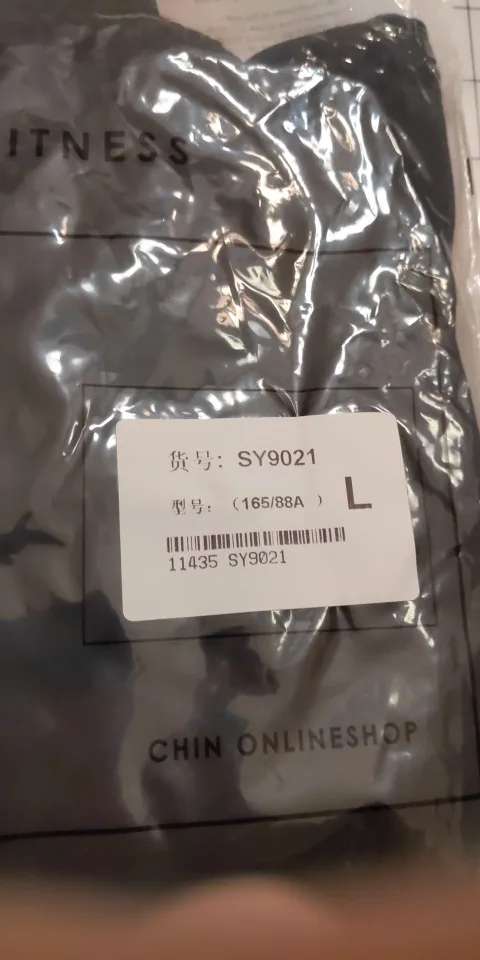 ITNESS
货号: SY9021
型号: （165/88A ） L
11435 SY9021
CHIN ONLINESHOP